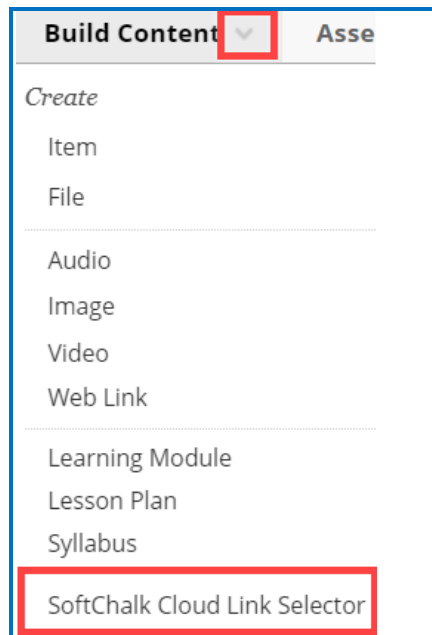 Build Content Asse
Create
Item
File
Audio
Image
Video
Web Link
Learning Module
Lesson Plan
Syllabus
SoftChalk Cloud Link Selector